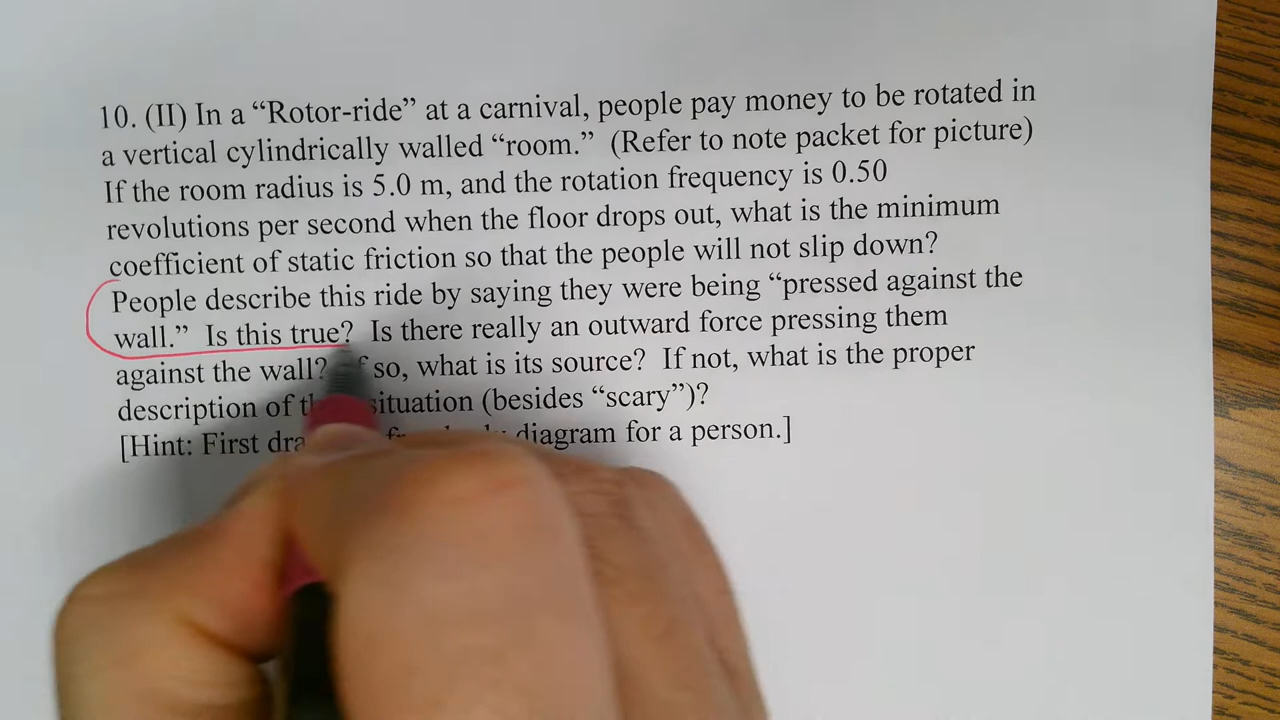 10. (II) In a “Rotor-ride” at a carnival, people pay money to be rotated in
a vertical cylindrically walled “room.” (Refer to note packet for picture)
If the room radius is 5.0 m, and the rotation frequency is 0.50
revolutions per second when the floor drops out, what is the minimum
coefficient of static friction so that the people will not slip down?
People describe this ride by saying they were being “pressed against the
wall.” Is this true? Is there really an outward force pressing them
against the wall? so, what is its source? If not, what is the proper
description of situation (besides “scary”)?
[Hint: First diagram for a person.]